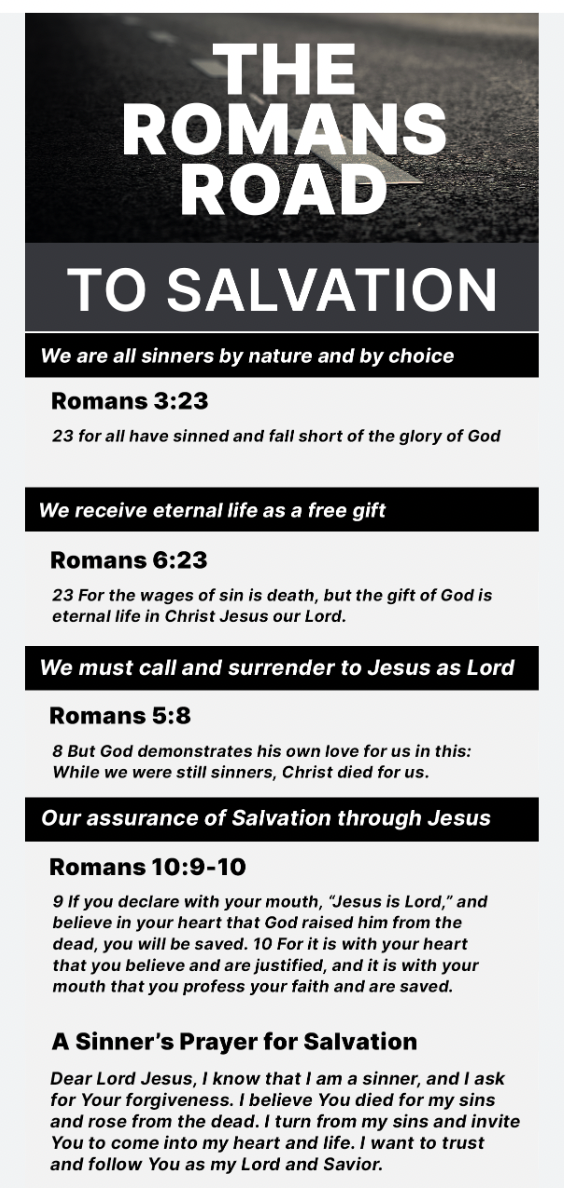 THE
ROMANS
ROAD
TO SALVATION
We are all sinners by nature and by choice
Romans 3:23
23 for all have sinned and fall short of the glory of God
We receive eternal life as a free gift
Romans 6:23
23 For the wages of sin is death, but the gift of God is
eternal life in Christ Jesus our Lord.
We must call and surrender to Jesus as Lord
Romans 5:8
8 But God demonstrates his own love for us in this:
While we were still sinners, Christ died for us.
Our assurance of Salvation through Jesus
Romans 10:9-10
9 If you declare with your mouth, “Jesus is Lord,” and
believe in your heart that God raised him from the
dead, you will be saved. 10 For it is with your heart
that you believe and are justified, and it is with your
mouth that you profess your faith and are saved.
A Sinner’s Prayer for Salvation
Dear Lord Jesus, I know that I am a sinner, and I ask
for Your forgiveness. I believe You died for my sins
and rose from the dead. I turn from my sins and invite
You to come into my heart and life. I want to trust
and follow You as my Lord and Savior.